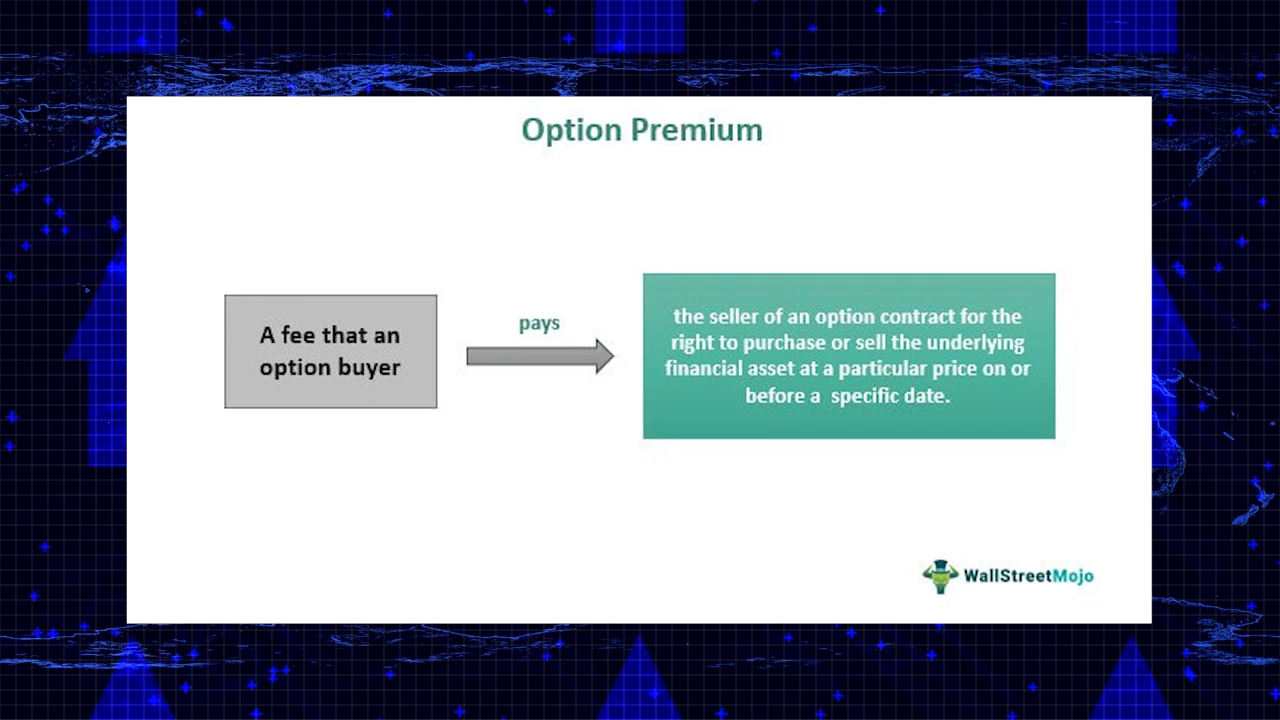 Option Premium
A fee that an
option buyer
pays
the seller of an option contract for the
right to purchase or sell the underlying
financial asset at a particular price on or
before a specific date.
WallStreetMojo